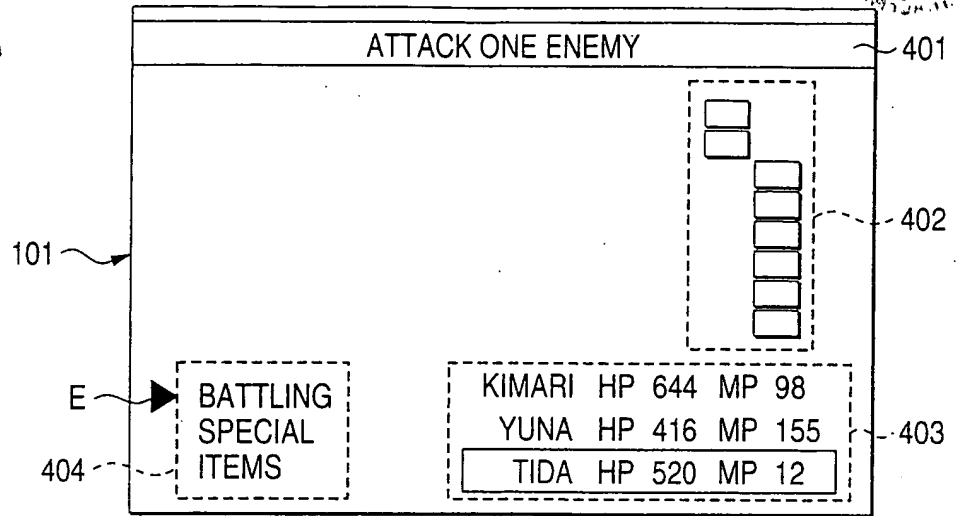 ATTACK ONE ENEMY
401
402
101
E
BATTLING
SPECIAL
ITEMS
404
KIMARI HP 644 MP 98
YUNA HP 416 MP 155
TIDA HP 520 MP 12
403